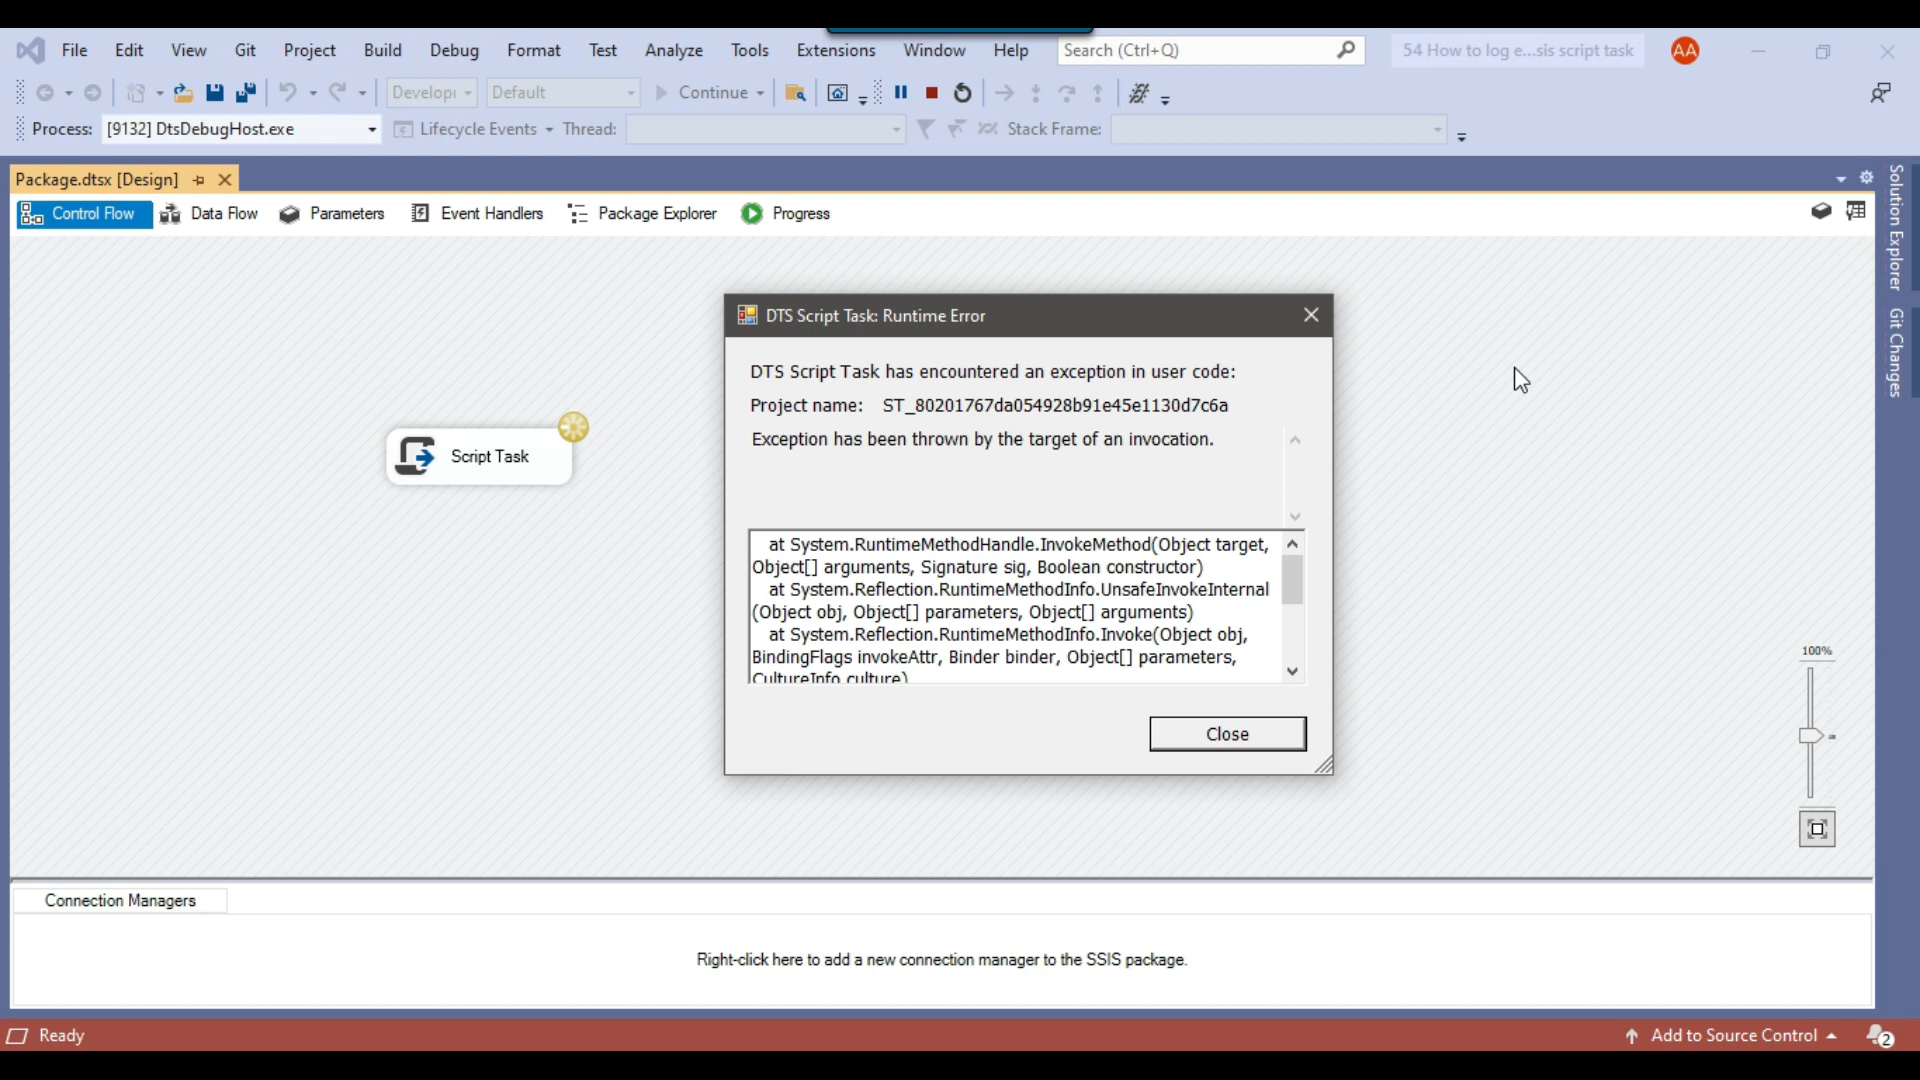 File Edit View Git Project Build Debug Format Test Analyze Tools Extensions Window Help Search (Ctrl+Q) 54 How to log e...sis script task AA
Developı Default Continue
Process: [9132] DtsDebugHost.exe Lifecycle Events Thread: Stack Frame:
Package.dtsx [Design]
Control Flow Data Flow Parameters Event Handlers Package Explorer Progress
Solution Explorer
Git Changes
DTS Script Task: Runtime Error
DTS Script Task has encountered an exception in user code:
Project name: ST_80201767da054928b91e45e1130d7c6a
Exception has been thrown by the target of an invocation.
Script Task
at System.RuntimeMethodHandle.InvokeMethod(Object target,
Object[] arguments, Signature sig, Boolean constructor)
at System.Reflection.RuntimeMethodInfo.UnsafeInvokeInternal
(Object obj, Object[] parameters, Object[] arguments)
at System.Reflection.RuntimeMethodInfo.Invoke(Object obj,
BindingFlags invokeAttr, Binder binder, Object[] parameters,
CultureInfo culture)
100%
Close
Connection Managers
Right-click here to add a new connection manager to the SSIS package.
Ready Add to Source Control 2